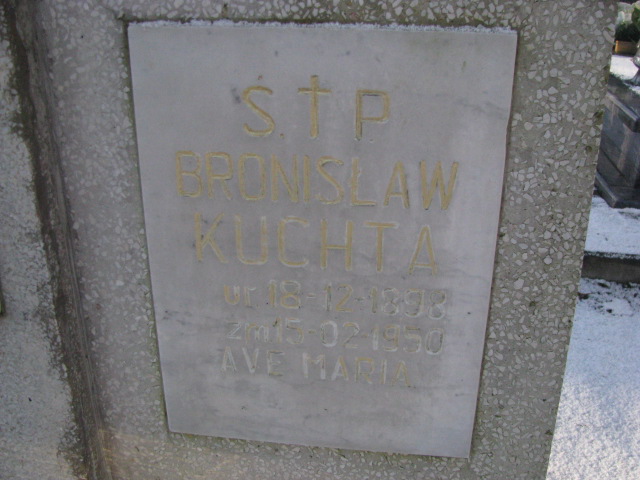 Ś.†P
BRONISŁAW
KUCHTA
ur 18-12-1898
zm 15-02-1950
AVE MARIA